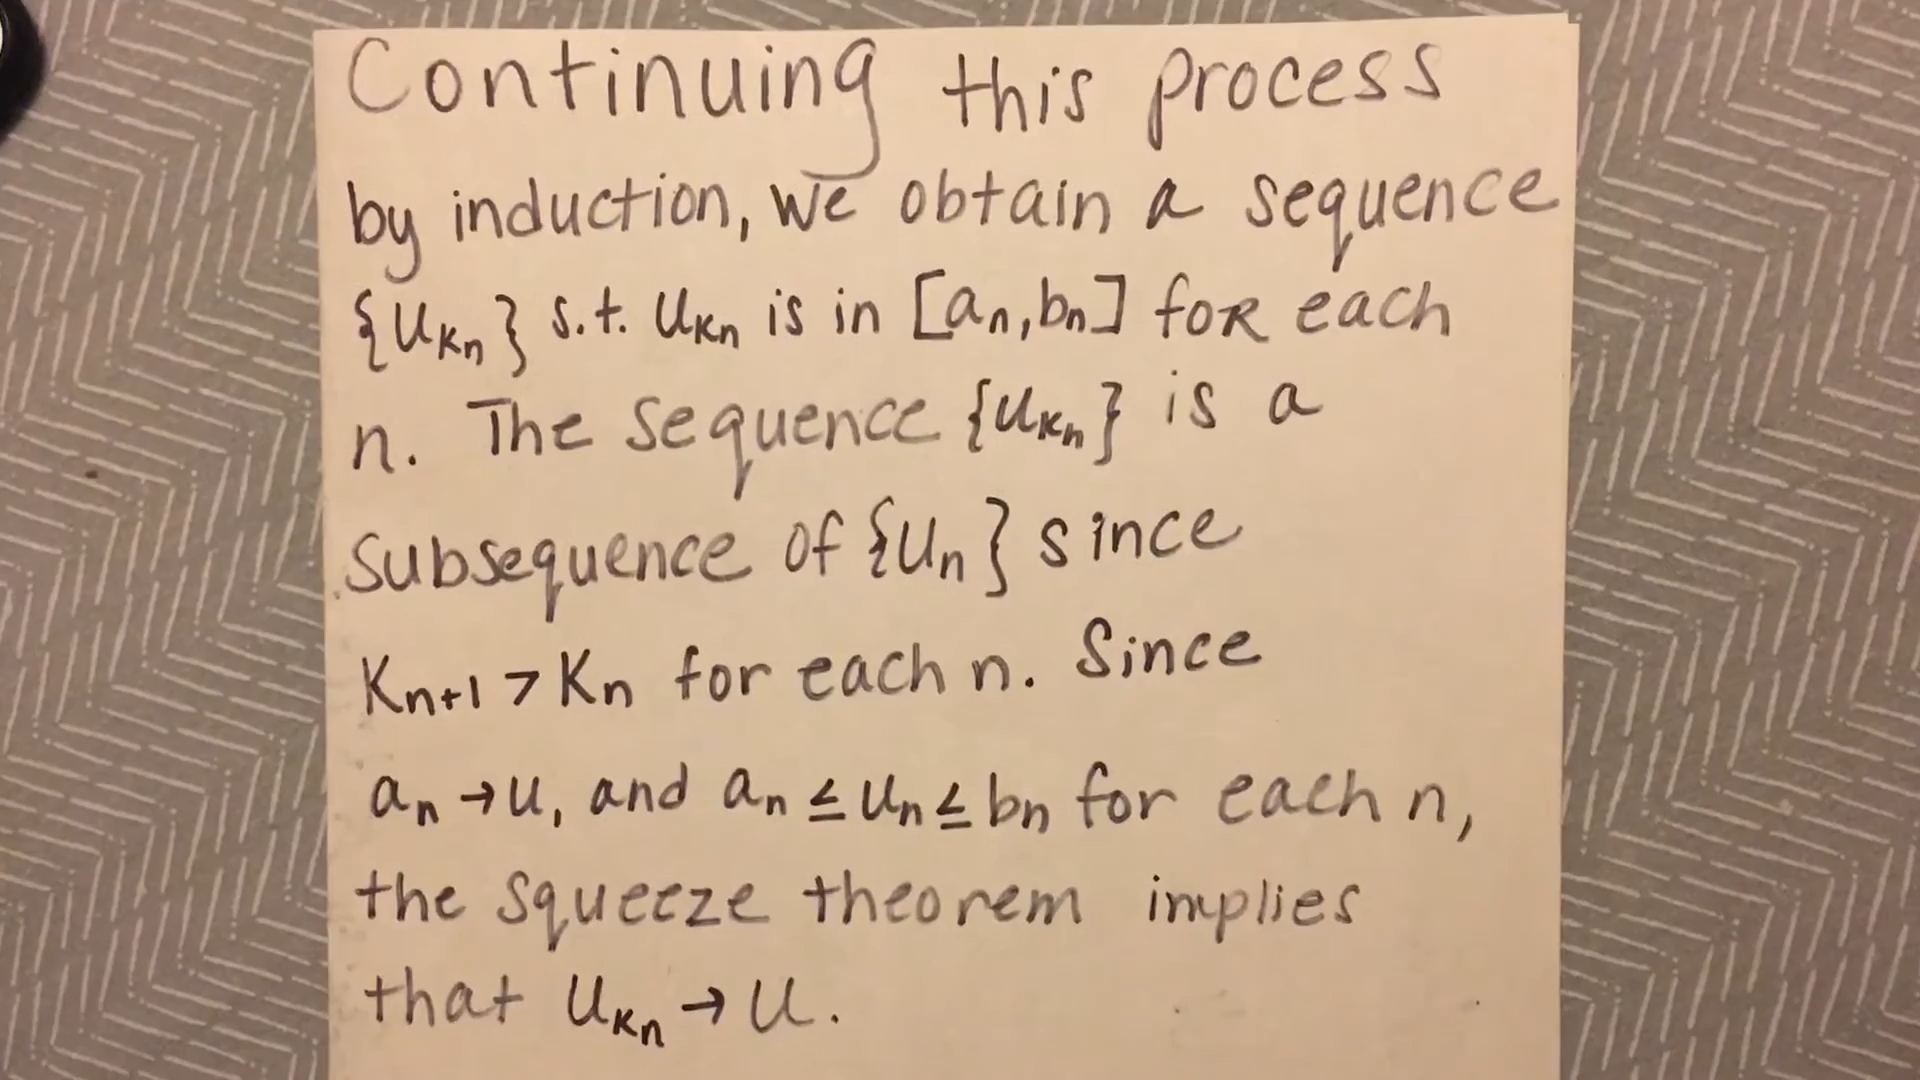 Continuing this process
by induction, we obtain a sequence
{u_{k_n}} s.t. u_{k_n} is in [a_n, b_n] for each
n. The sequence {u_{k_n}} is a
subsequence of {u_n} since
k_{n+1} > k_n for each n. Since
a_n → u, and a_n ≤ u_n ≤ b_n for each n,
the squeeze theorem implies
that u_{k_n} → u.